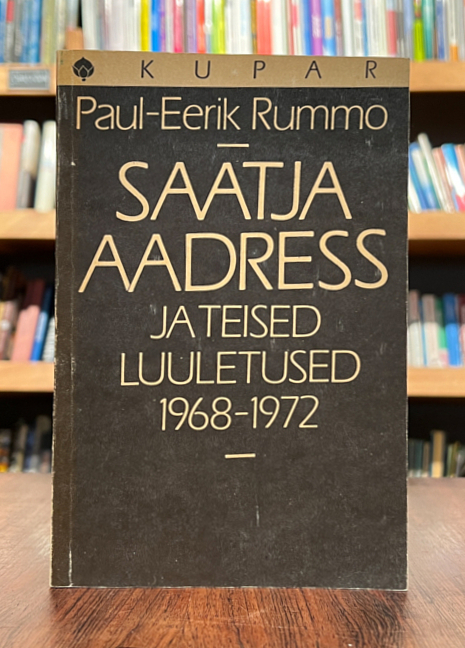 KUPAR
Paul-Eerik Rummo
SAATJA
AADRESS
JA TEISED
LUULETUSED
1968-1972